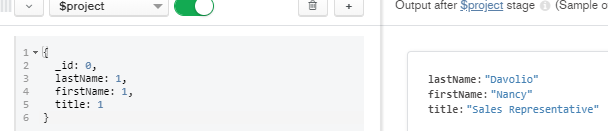 $project
+
Output after $project stage (Sample o
1 {
2 _id: 0,
3 lastName: 1,
4 firstName: 1,
5 title: 1
6 }
lastName: "Davolio"
firstName: "Nancy"
title: "Sales Representative"